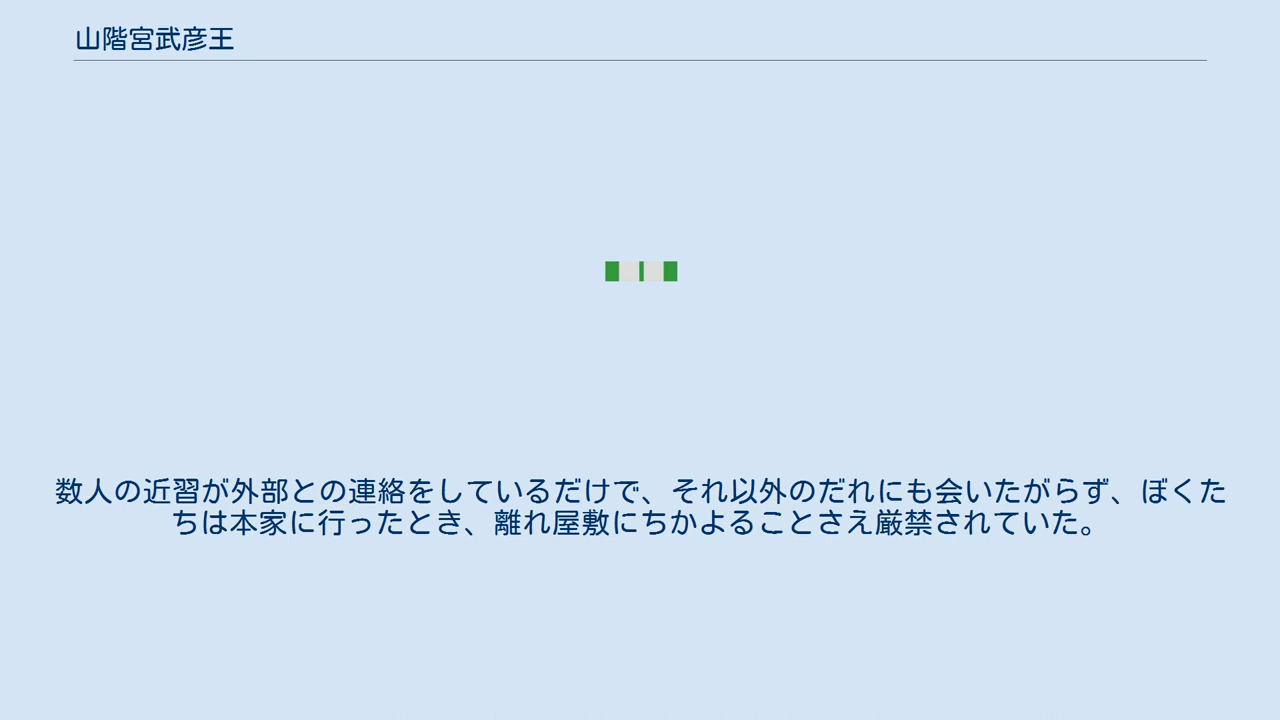 山階宮武彦王
数人の近習が外部との連絡をしているだけで、それ以外のだれにも会いたがらず、ぼくた
ちは本家に行ったとき、離れ屋敷にちかよることさえ厳禁されていた。